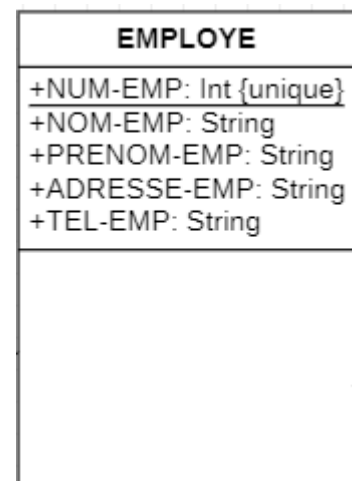 EMPLOYE
+NUM-EMP: Int {unique}
+NOM-EMP: String
+PRENOM-EMP: String
+ADRESSE-EMP: String
+TEL-EMP: String